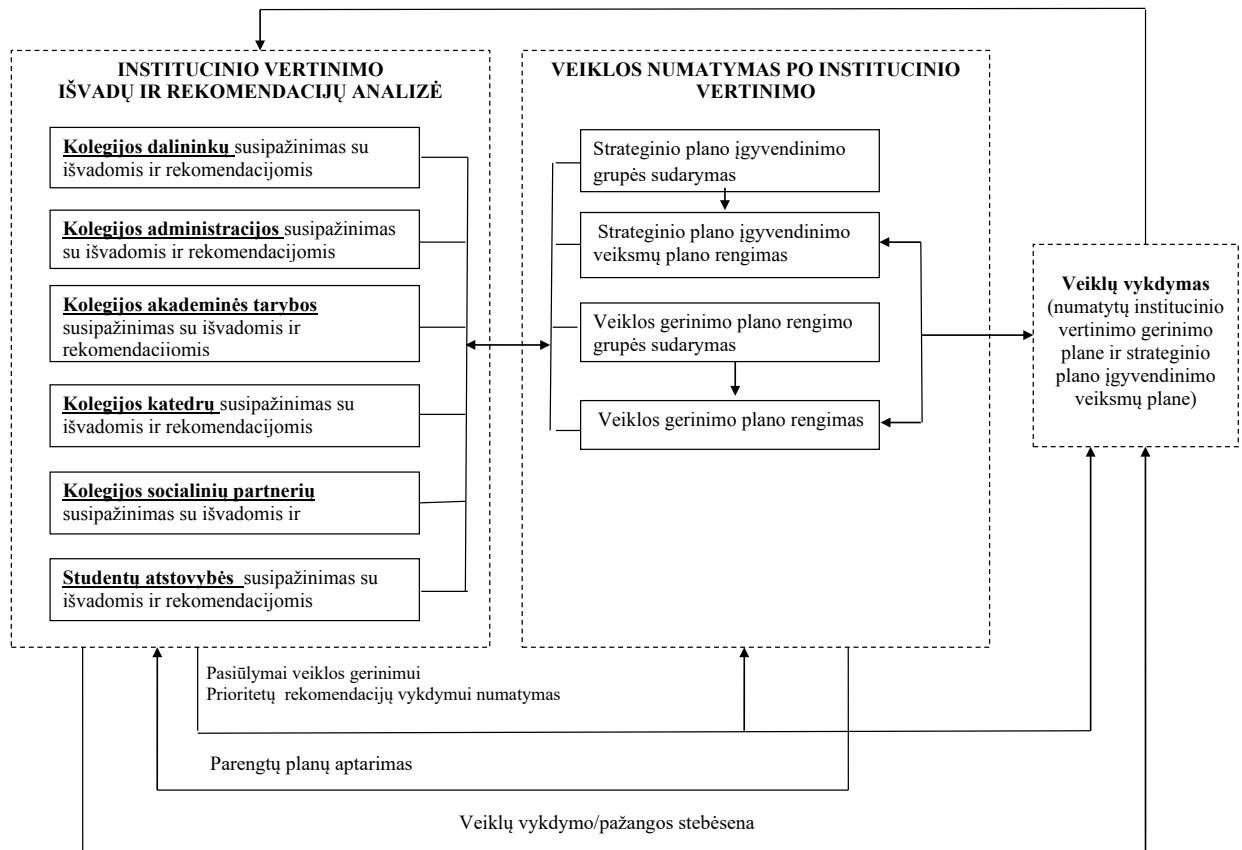 INSTITUCINIO VERTINIMO
IŠVADŲ IR REKOMENDACIJŲ ANALIZĖ
Kolegijos dalininkų susipažinimas su
išvadomis ir rekomendacijomis
Kolegijos administracijos susipažinimas
su išvadomis ir rekomendacijomis
Kolegijos akademinės tarybos
susipažinimas su išvadomis ir
rekomendaciiomis
Kolegijos katedrų susipažinimas su
išvadomis ir rekomendacijomis
Kolegijos socialinių partnerių
susipažinimas su išvadomis ir
Studentų atstovybės susipažinimas su
išvadomis ir rekomendacijomis
VEIKLOS NUMATYMAS PO INSTITUCINIO
VERTINIMO
Strateginio plano įgyvendinimo
grupės sudarymas
Strateginio plano įgyvendinimo
veiksmų plano rengimas
Veiklos gerinimo plano rengimo
grupės sudarymas
Veiklos gerinimo plano rengimas
Veiklų vykdymas
(numatytų institucinio
vertinimo gerinimo
plane ir strateginio
plano įgyvendinimo
veiksmų plane)
Pasiūlymai veiklos gerinimui
Prioritetų rekomendacijų vykdymui numatymas
Parengtų planų aptarimas
Veiklų vykdymo/pažangos stebėsena